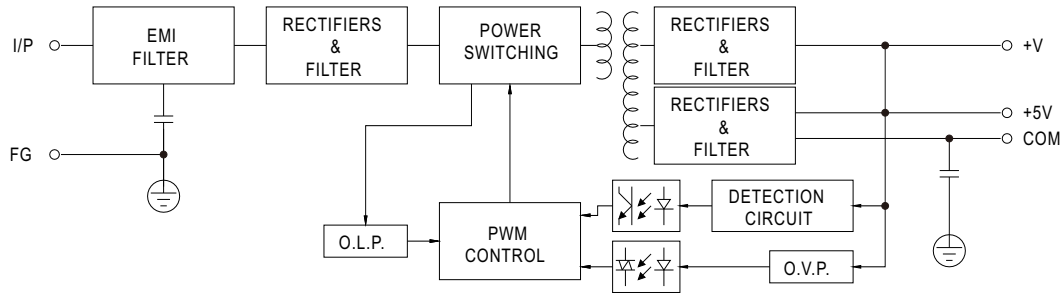 I/P
EMI
FILTER
RECTIFIERS
&
FILTER
POWER
SWITCHING
RECTIFIERS
&
FILTER
+V
RECTIFIERS
&
FILTER
+5V
COM
FG
O.L.P.
PWM
CONTROL
DETECTION
CIRCUIT
O.V.P.